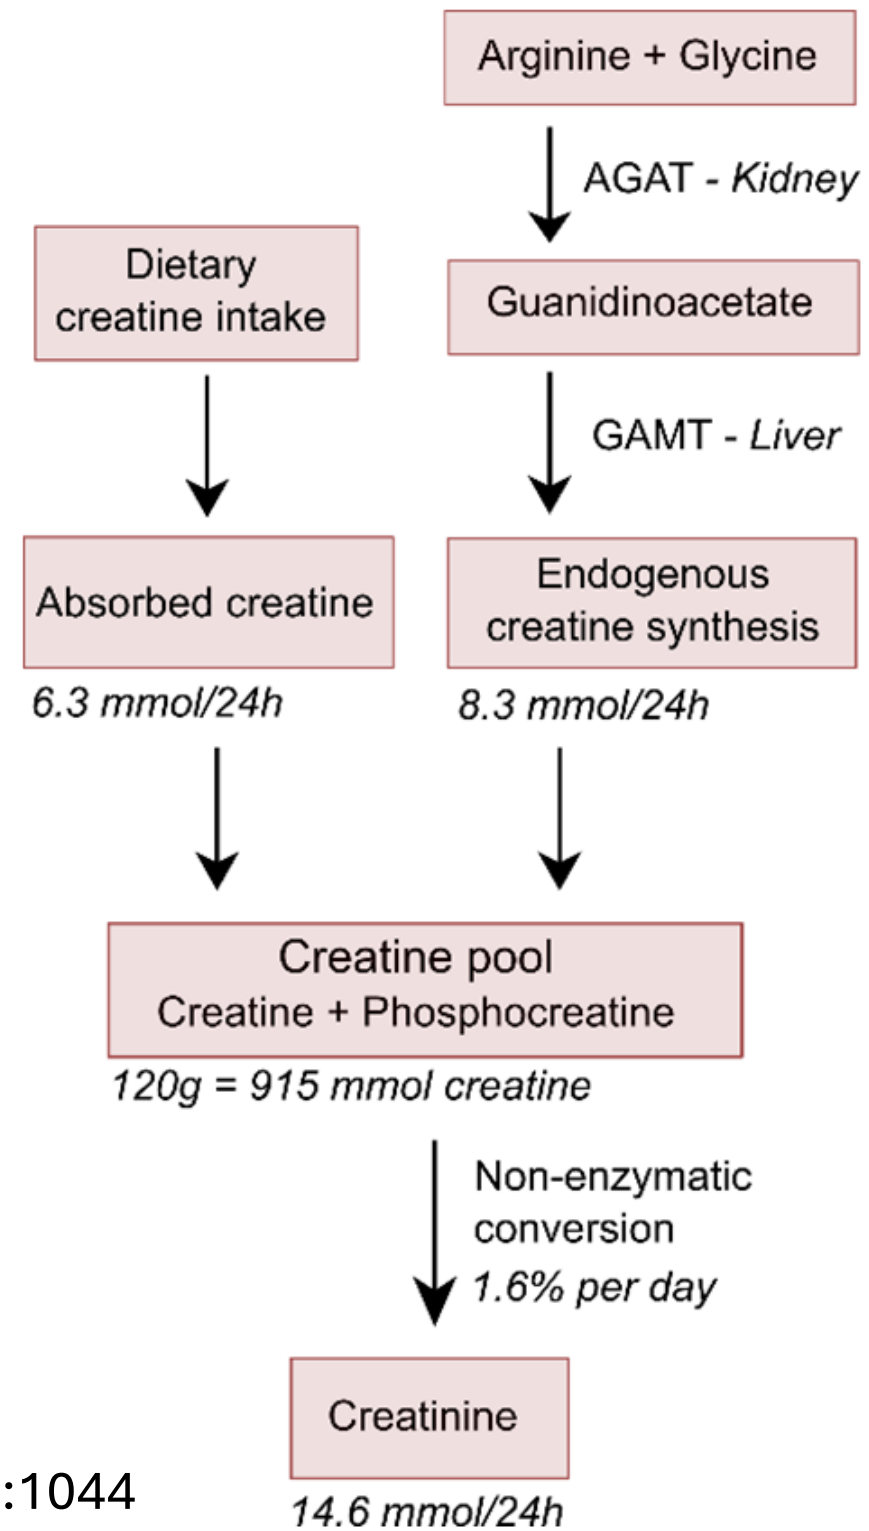 Arginine + Glycine
AGAT - Kidney
Dietary
creatine intake
Guanidinoacetate
GAMT - Liver
Absorbed creatine
6.3 mmol/24h
Endogenous
creatine synthesis
8.3 mmol/24h
Creatine pool
Creatine + Phosphocreatine
120g = 915 mmol creatine
Non-enzymatic
conversion
1.6% per day
Creatinine
14.6 mmol/24h
:1044